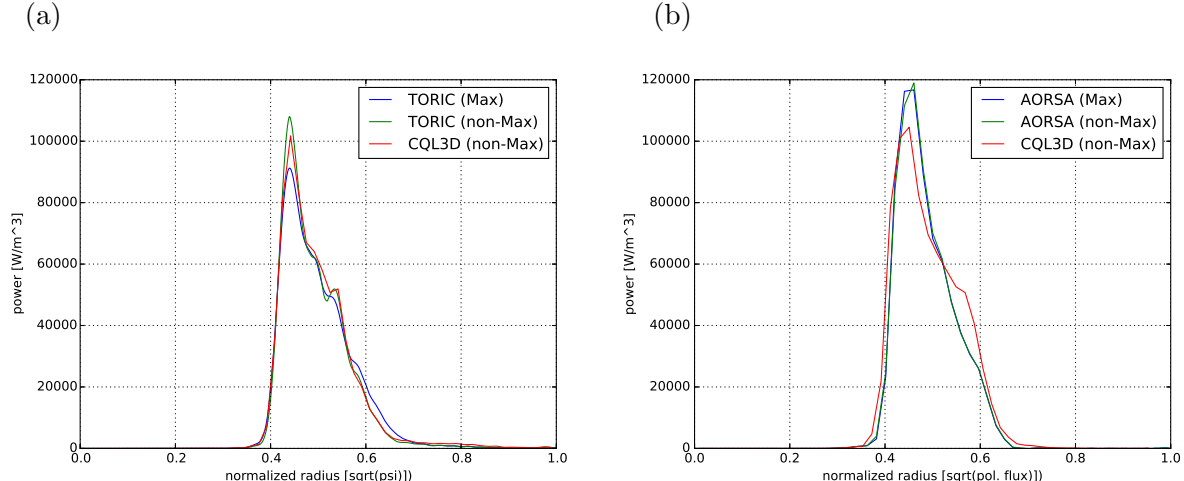 (a)
120000
100000
80000
60000
40000
20000
0
power [W/m^3]
TORIC (Max)
TORIC (non-Max)
CQL3D (non-Max)
0.0 0.2 0.4 0.6 0.8 1.0
normalized radius [sqrt(psi)])
(b)
120000
100000
80000
60000
40000
20000
0
power [W/m^3]
AORSA (Max)
AORSA (non-Max)
CQL3D (non-Max)
0.0 0.2 0.4 0.6 0.8 1.0
normalized radius [sqrt(pol. flux)])